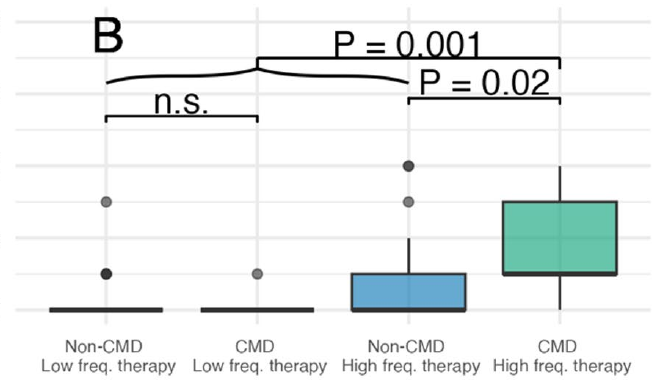 B
P = 0.001
P = 0.02
n.s.
Non-CMD
Low freq. therapy
CMD
Low freq. therapy
Non-CMD
High freq. therapy
CMD
High freq. therapy